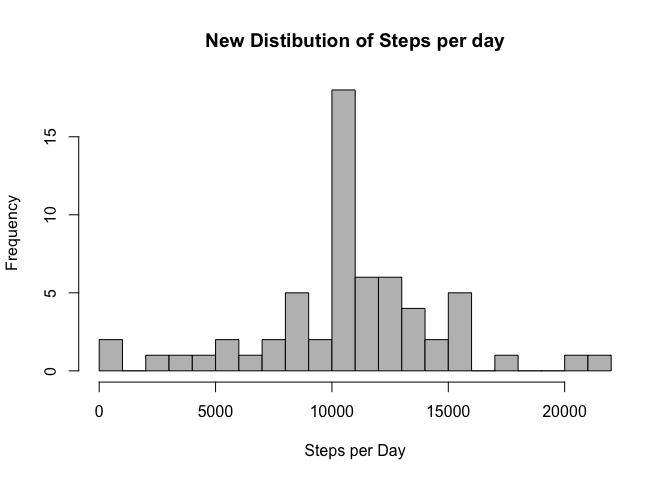 New Distibution of Steps per day
Frequency
15
10
5
0
0 5000 10000 15000 20000
Steps per Day